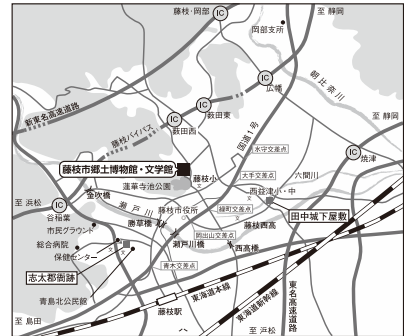 藤枝・岡部
IC
至 静岡
岡部支所
IC
広幡
朝比奈川
新東名高速道路
IC
薮田東
IC
薮田西
国道1号
藤枝バイパス
水守交差点
至 静岡
IC
焼津
藤枝市郷土博物館・文学館
藤枝小
文
大手交差点
六間川
蓮華寺池公園
西益津小・中
文
金吹橋
至 浜松
IC
谷稲葉
瀬戸川
藤枝市役所
緑町交差点
田中城下屋敷
市民グラウンド
勝草橋
文
藤枝西高
岡出山交差点
総合病院
瀬戸川橋
西高橋
保健センター
文
志太郡衙跡
青木交差点
青島北公民館
東海道本線
東海道新幹線
東名高速道路
藤枝駅
至 島田
至 浜松